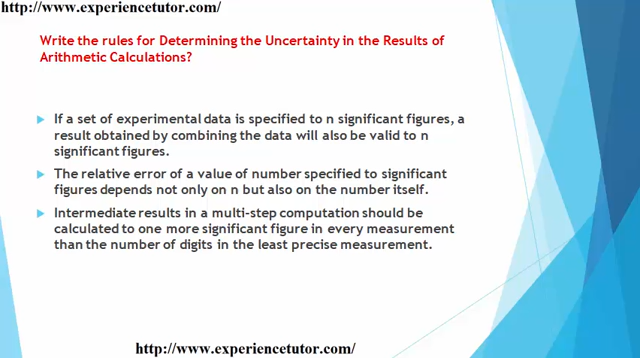 http://www.experiencetutor.com/
Write the rules for Determining the Uncertainty in the Results of
Arithmetic Calculations?
If a set of experimental data is specified to n significant figures, a
result obtained by combining the data will also be valid to n
significant figures.
The relative error of a value of number specified to significant
figures depends not only on n but also on the number itself.
Intermediate results in a multi-step computation should be
calculated to one more significant figure in every measurement
than the number of digits in the least precise measurement.
http://www.experiencetutor.com/